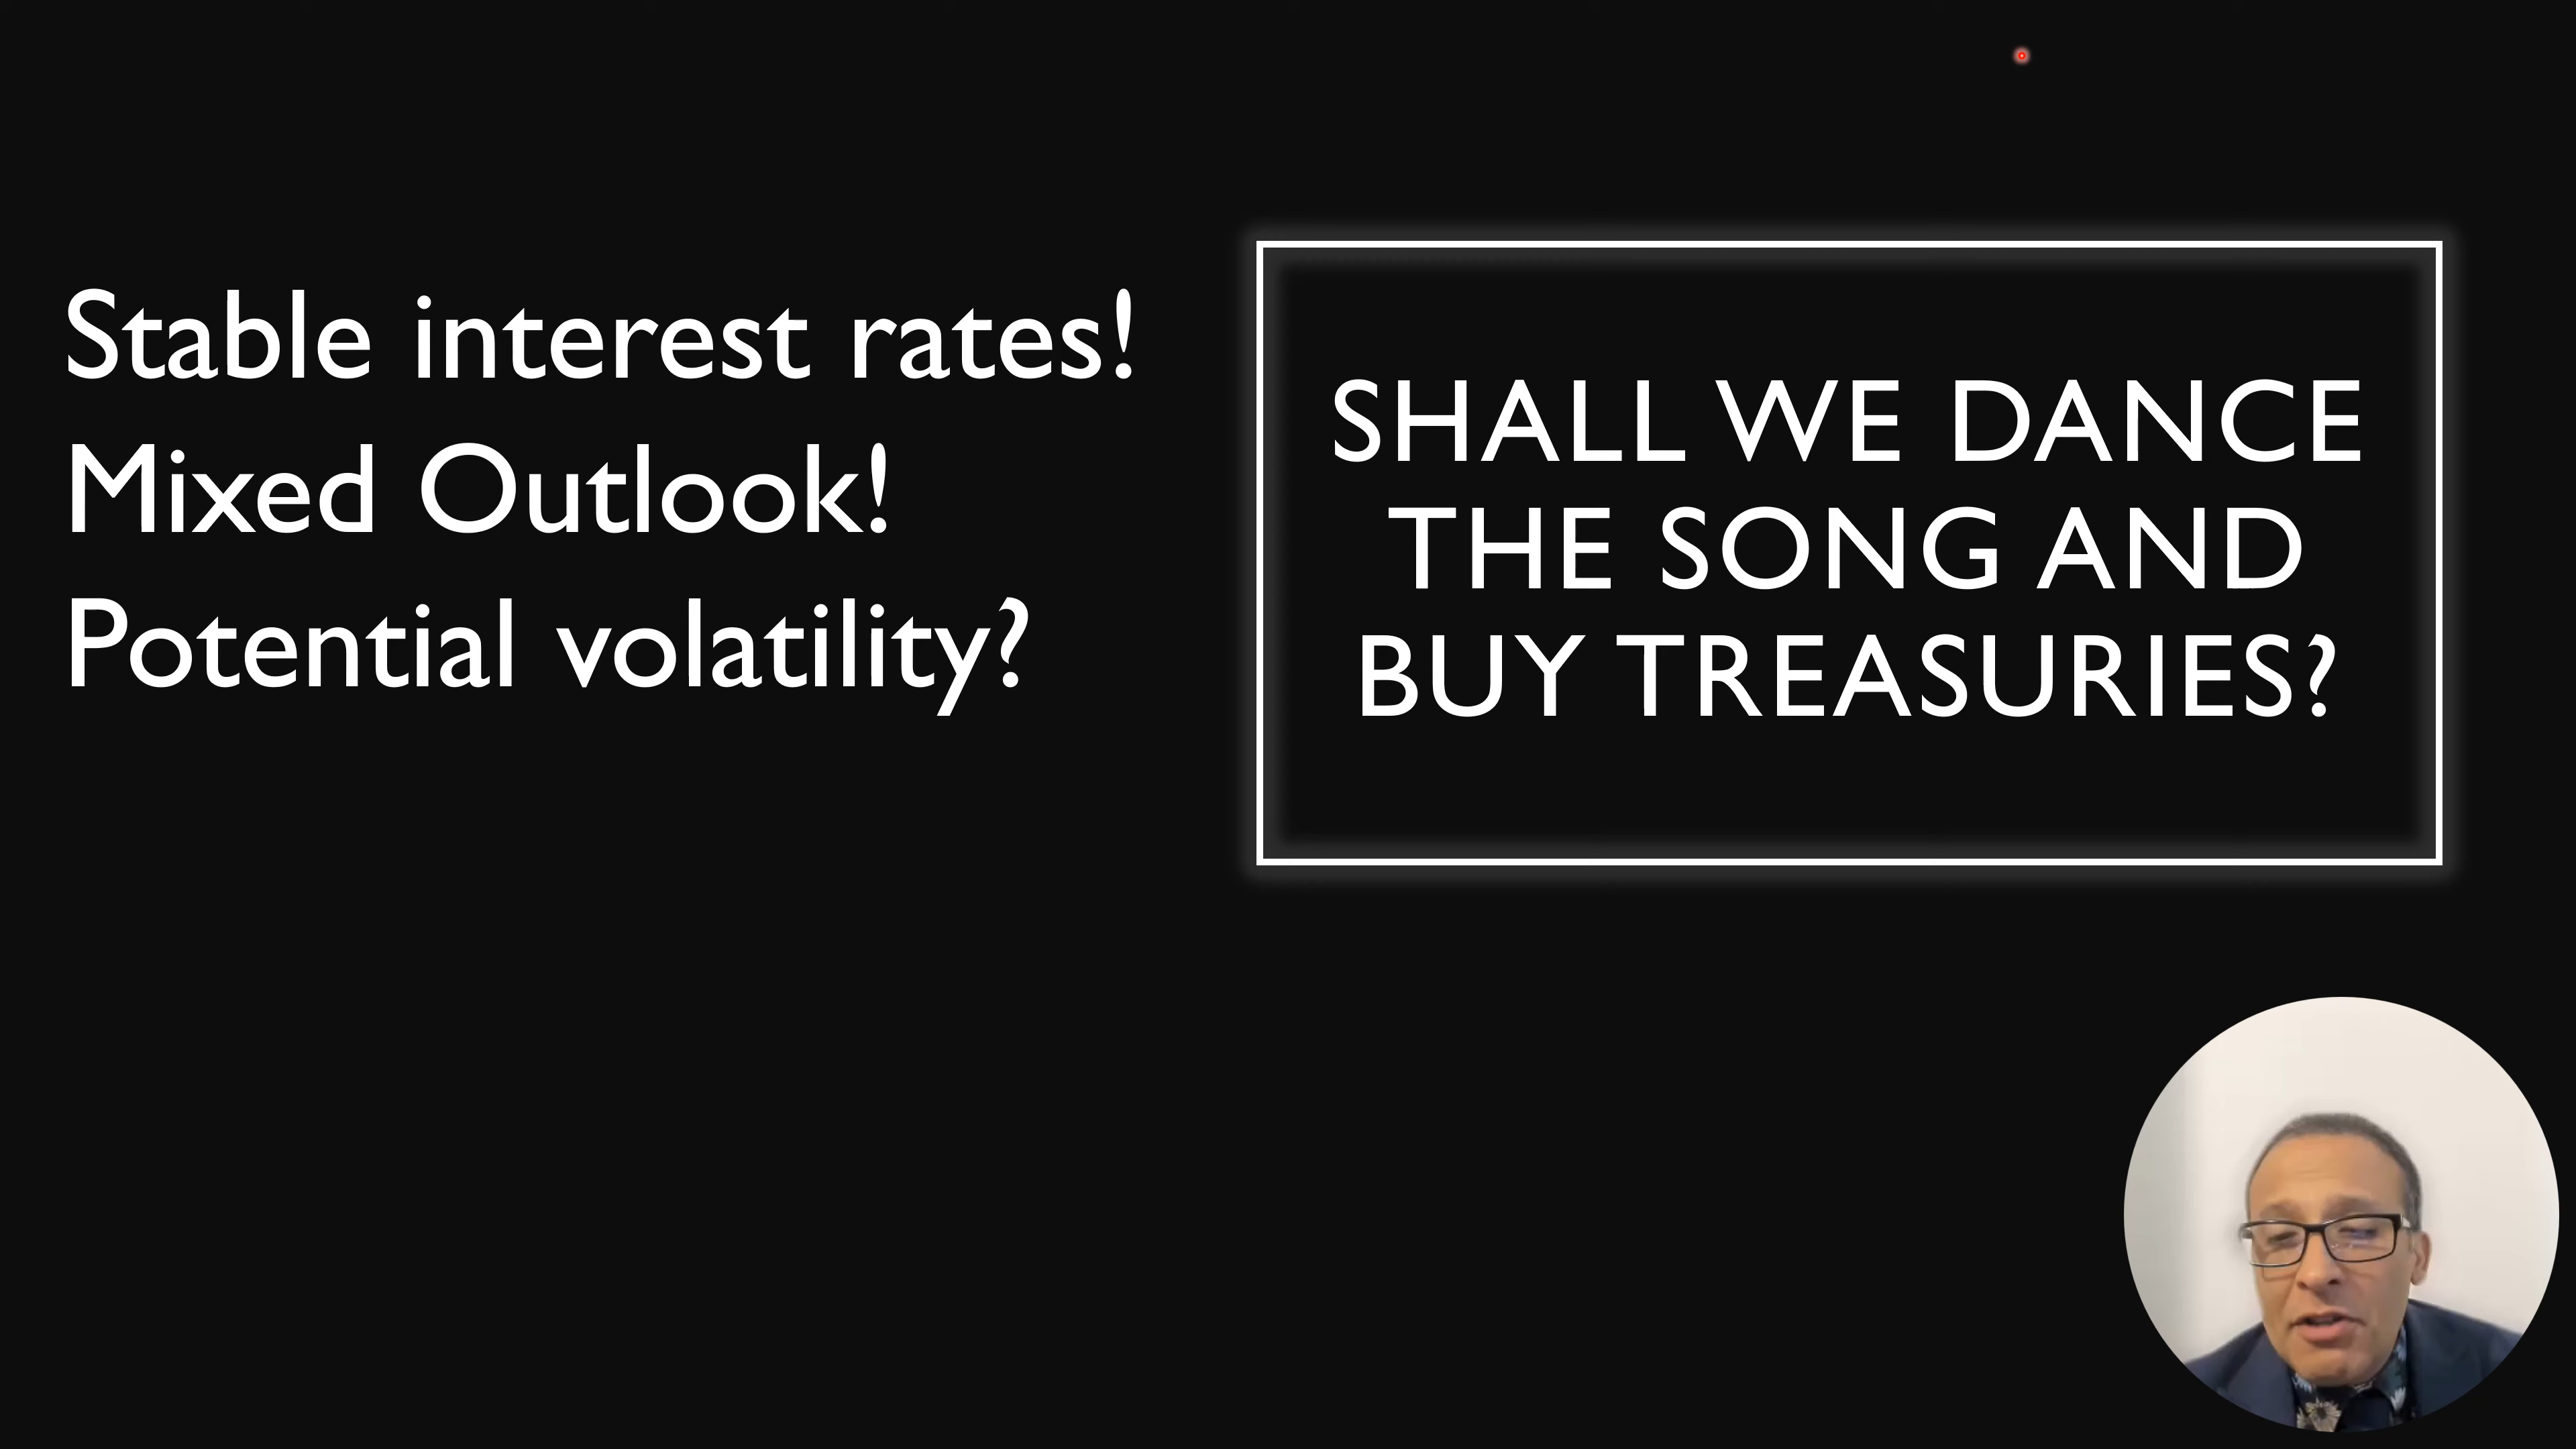 Stable interest rates!
Mixed Outlook!
Potential volatility?
SHALL WE DANCE
THE SONG AND
BUY TREASURIES?